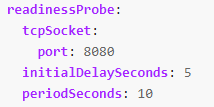 readinessProbe:
  tcpSocket:
    port: 8080
  initialDelaySeconds: 5
  periodSeconds: 10